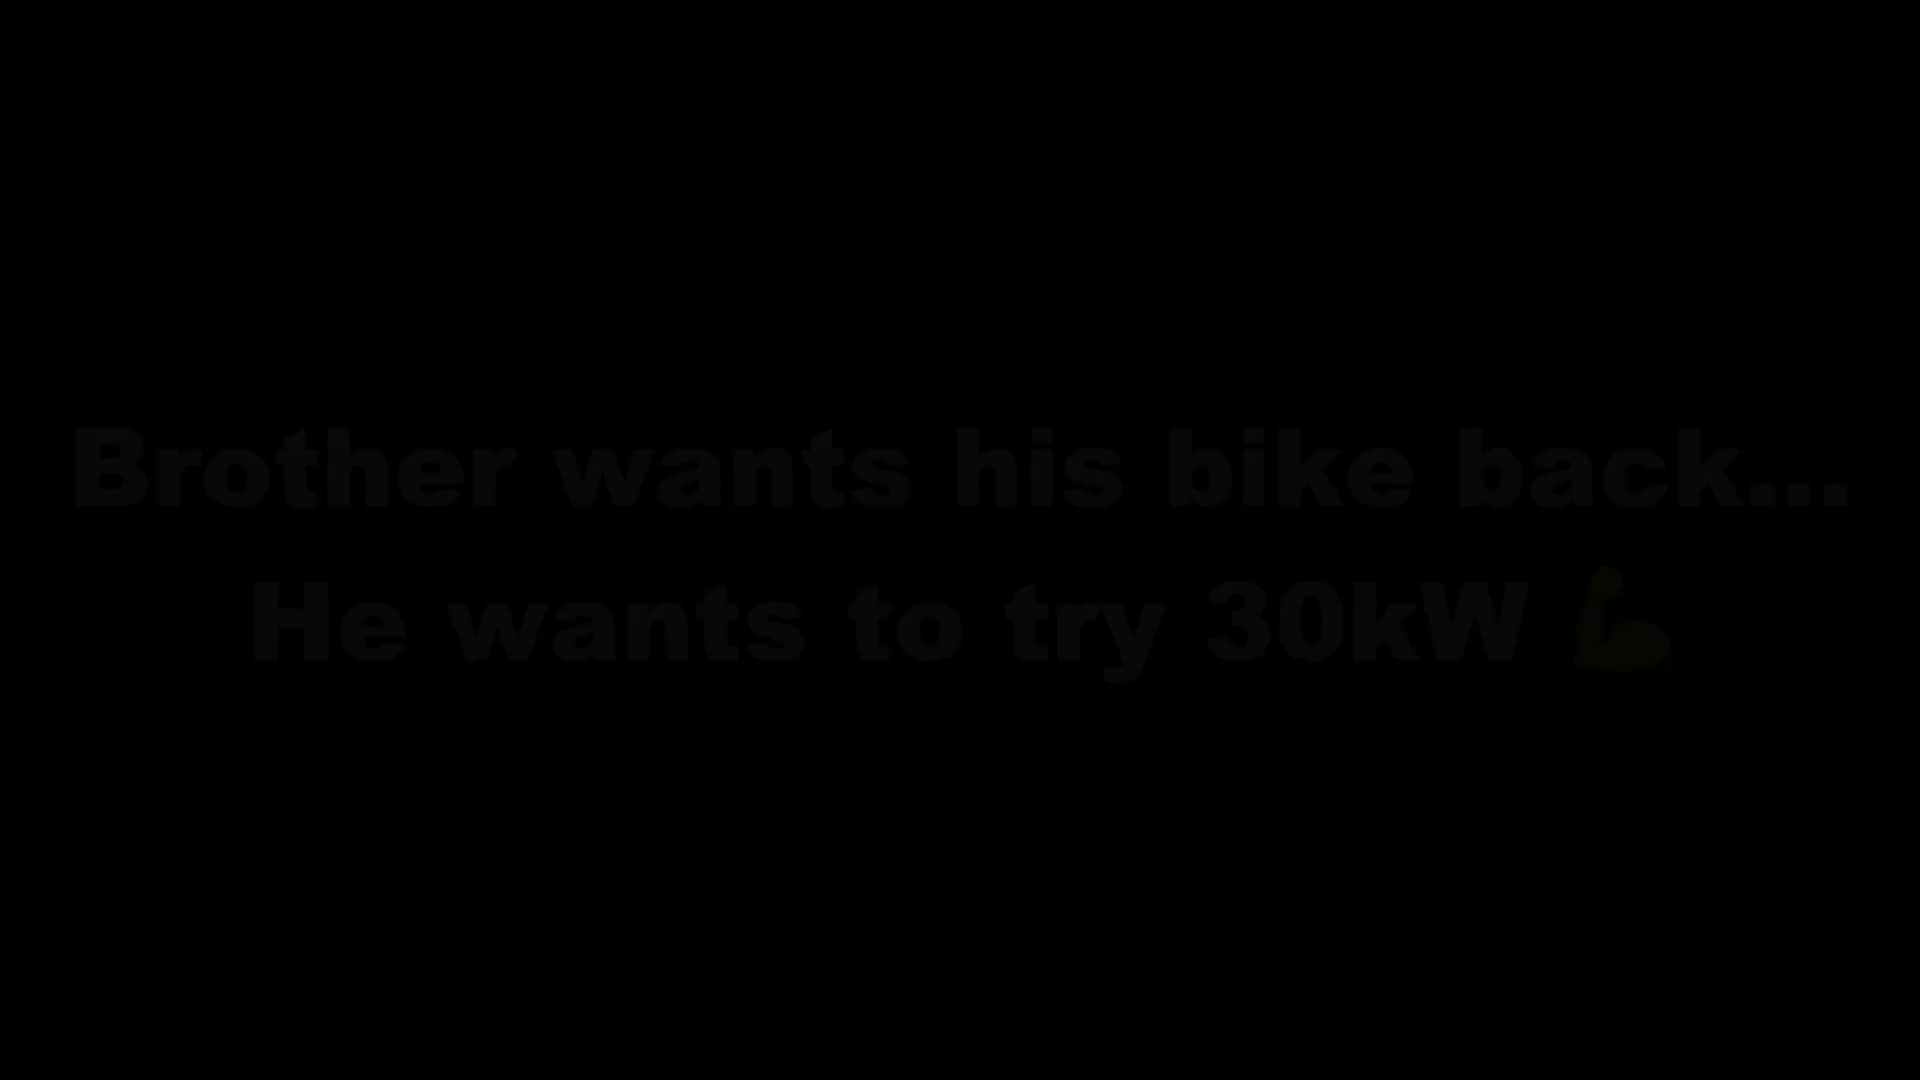 Brother wants his bike back...
He wants to try 30kW 💪